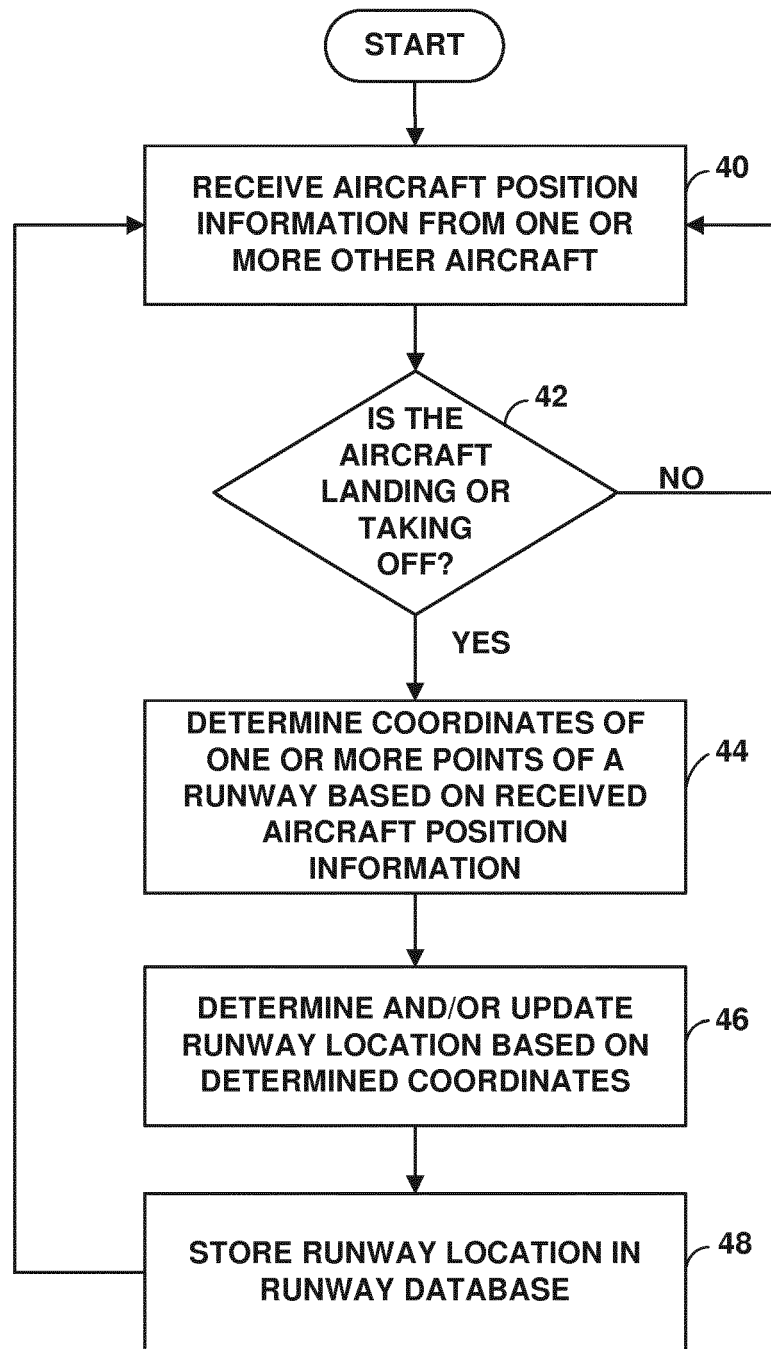 START
RECEIVE AIRCRAFT POSITION
INFORMATION FROM ONE OR
MORE OTHER AIRCRAFT
40
IS THE
AIRCRAFT
LANDING OR
TAKING
OFF?
42
NO
YES
DETERMINE COORDINATES OF
ONE OR MORE POINTS OF A
RUNWAY BASED ON RECEIVED
AIRCRAFT POSITION
INFORMATION
44
DETERMINE AND/OR UPDATE
RUNWAY LOCATION BASED ON
DETERMINED COORDINATES
46
STORE RUNWAY LOCATION IN
RUNWAY DATABASE
48